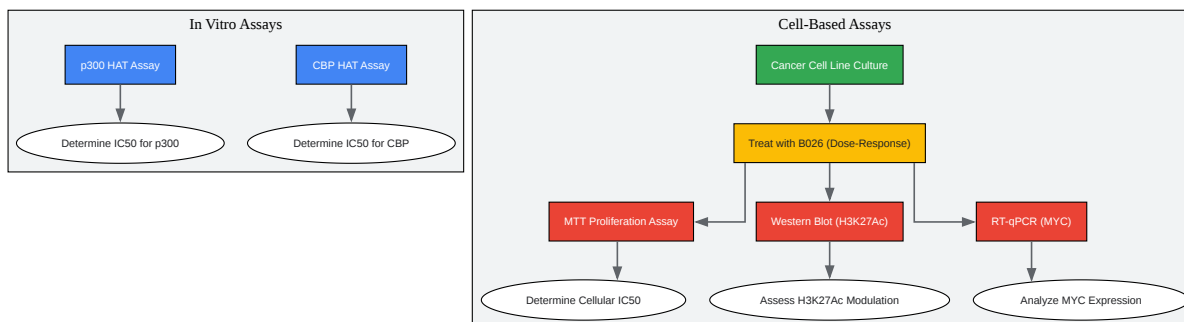 In Vitro Assays
p300 HAT Assay
CBP HAT Assay
Determine IC50 for p300
Determine IC50 for CBP
Cell-Based Assays
Cancer Cell Line Culture
Treat with B026 (Dose-Response)
MTT Proliferation Assay
Western Blot (H3K27Ac)
RT-qPCR (MYC)
Determine Cellular IC50
Assess H3K27Ac Modulation
Analyze MYC Expression